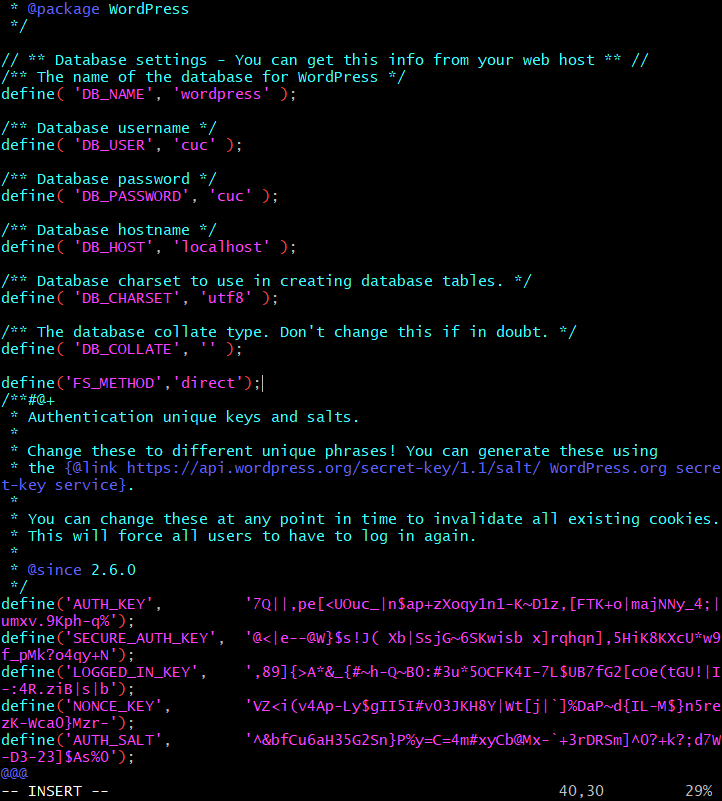 * @package WordPress
 */

// ** Database settings - You can get this info from your web host ** //
/** The name of the database for WordPress */
define( 'DB_NAME', 'wordpress' );

/** Database username */
define( 'DB_USER', 'cuc' );

/** Database password */
define( 'DB_PASSWORD', 'cuc' );

/** Database hostname */
define( 'DB_HOST', 'localhost' );

/** Database charset to use in creating database tables. */
define( 'DB_CHARSET', 'utf8' );

/** The database collate type. Don't change this if in doubt. */
define( 'DB_COLLATE', '' );

define('FS_METHOD','direct');
/**#@+
 * Authentication unique keys and salts.
 *
 * Change these to different unique phrases! You can generate these using
 * the {@link https://api.wordpress.org/secret-key/1.1/salt/ WordPress.org secre
t-key service}.
 *
 * You can change these at any point in time to invalidate all existing cookies.
 * This will force all users to have to log in again.
 *
 * @since 2.6.0
 */
define('AUTH_KEY',         '7Q||,pe[<UOuc_|n$ap+zXoqy1n1-K~D1z,[FTK+o|majNNy_4;|
umxv.9Kph-q%');
define('SECURE_AUTH_KEY',  '@<|e--@W}$s!J( Xb|SsjG~6SKwisb x]rqhqn],5HiK8KXcU*w9
f_pMk?o4qy+N');
define('LOGGED_IN_KEY',    ',89]{>A*&_{#~h-Q~B0:#3u*5OCFK4I-7L$UB7fG2[cOe(tGU!|I
-:4R.ziB|s|b');
define('NONCE_KEY',        'VZ<i(v4Ap-Ly$gII5I#vO3JKH8Y|Wt[j|`]%DaP~d{IL-M$}n5re
zK-WcaO}Mzr-');
define('AUTH_SALT',        '^&bfCu6aH35G2Sn}P%y=C=4m#xyCb@Mx-`+3rDRSm]^O?+k?;d7W
-D3-23]$As%0');
@@@
-- INSERT --                                                  40,30         29%